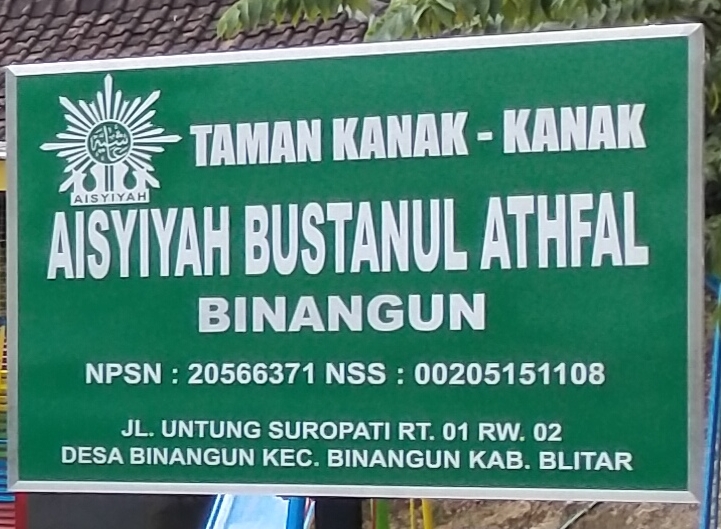 TAMAN KANAK - KANAK
AISYIYAH
AISYIYAH BUSTANUL ATHFAL
BINANGUN
NPSN : 20566371 NSS : 00205151108
JL. UNTUNG SUROPATI RT. 01 RW. 02
DESA BINANGUN KEC. BINANGUN KAB. BLITAR